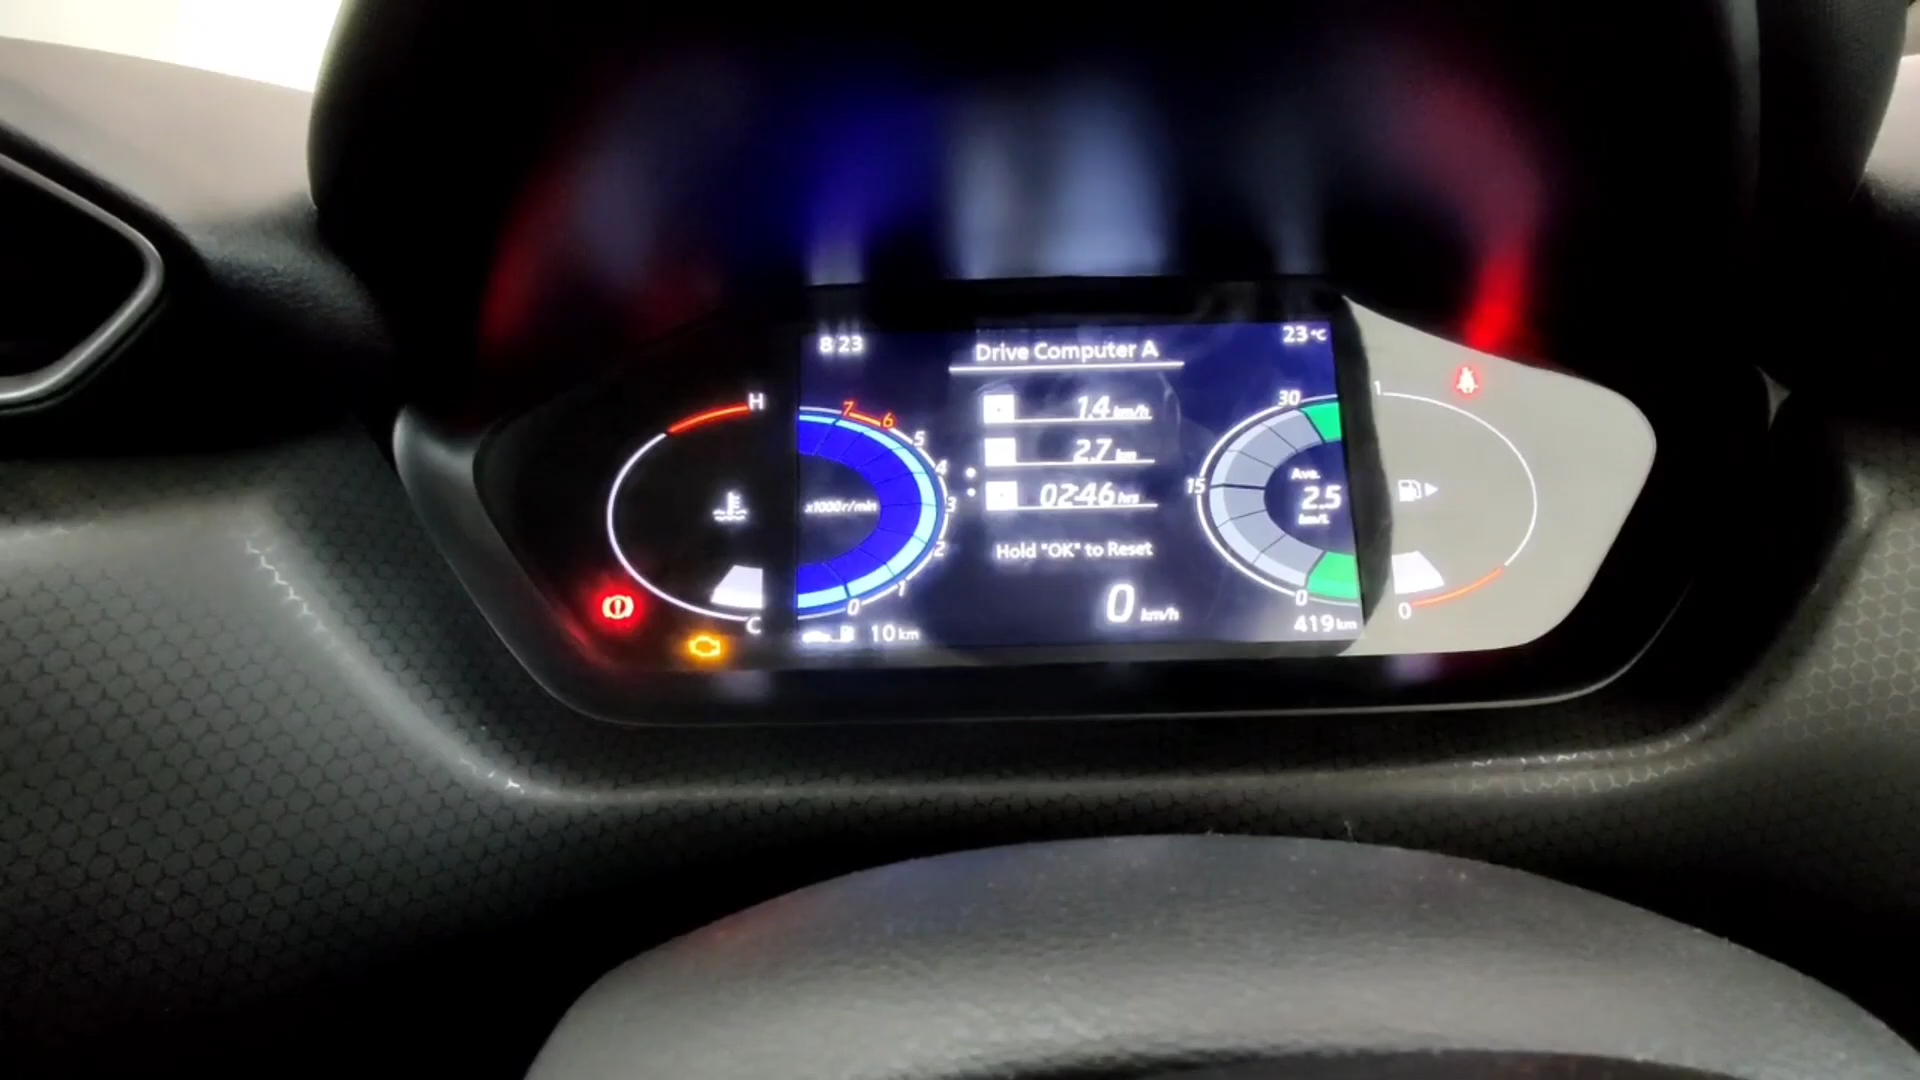 8:23
Drive Computer A
23 °C
H
7
6
5
4
3
2
1
0
x1000r/min
1.4 km/h
2.7 km
02:46 hrs
Hold "OK" to Reset
0 km/h
30
15
0
Ave.
2.5
km/L
1
0
C
10 km
419 km